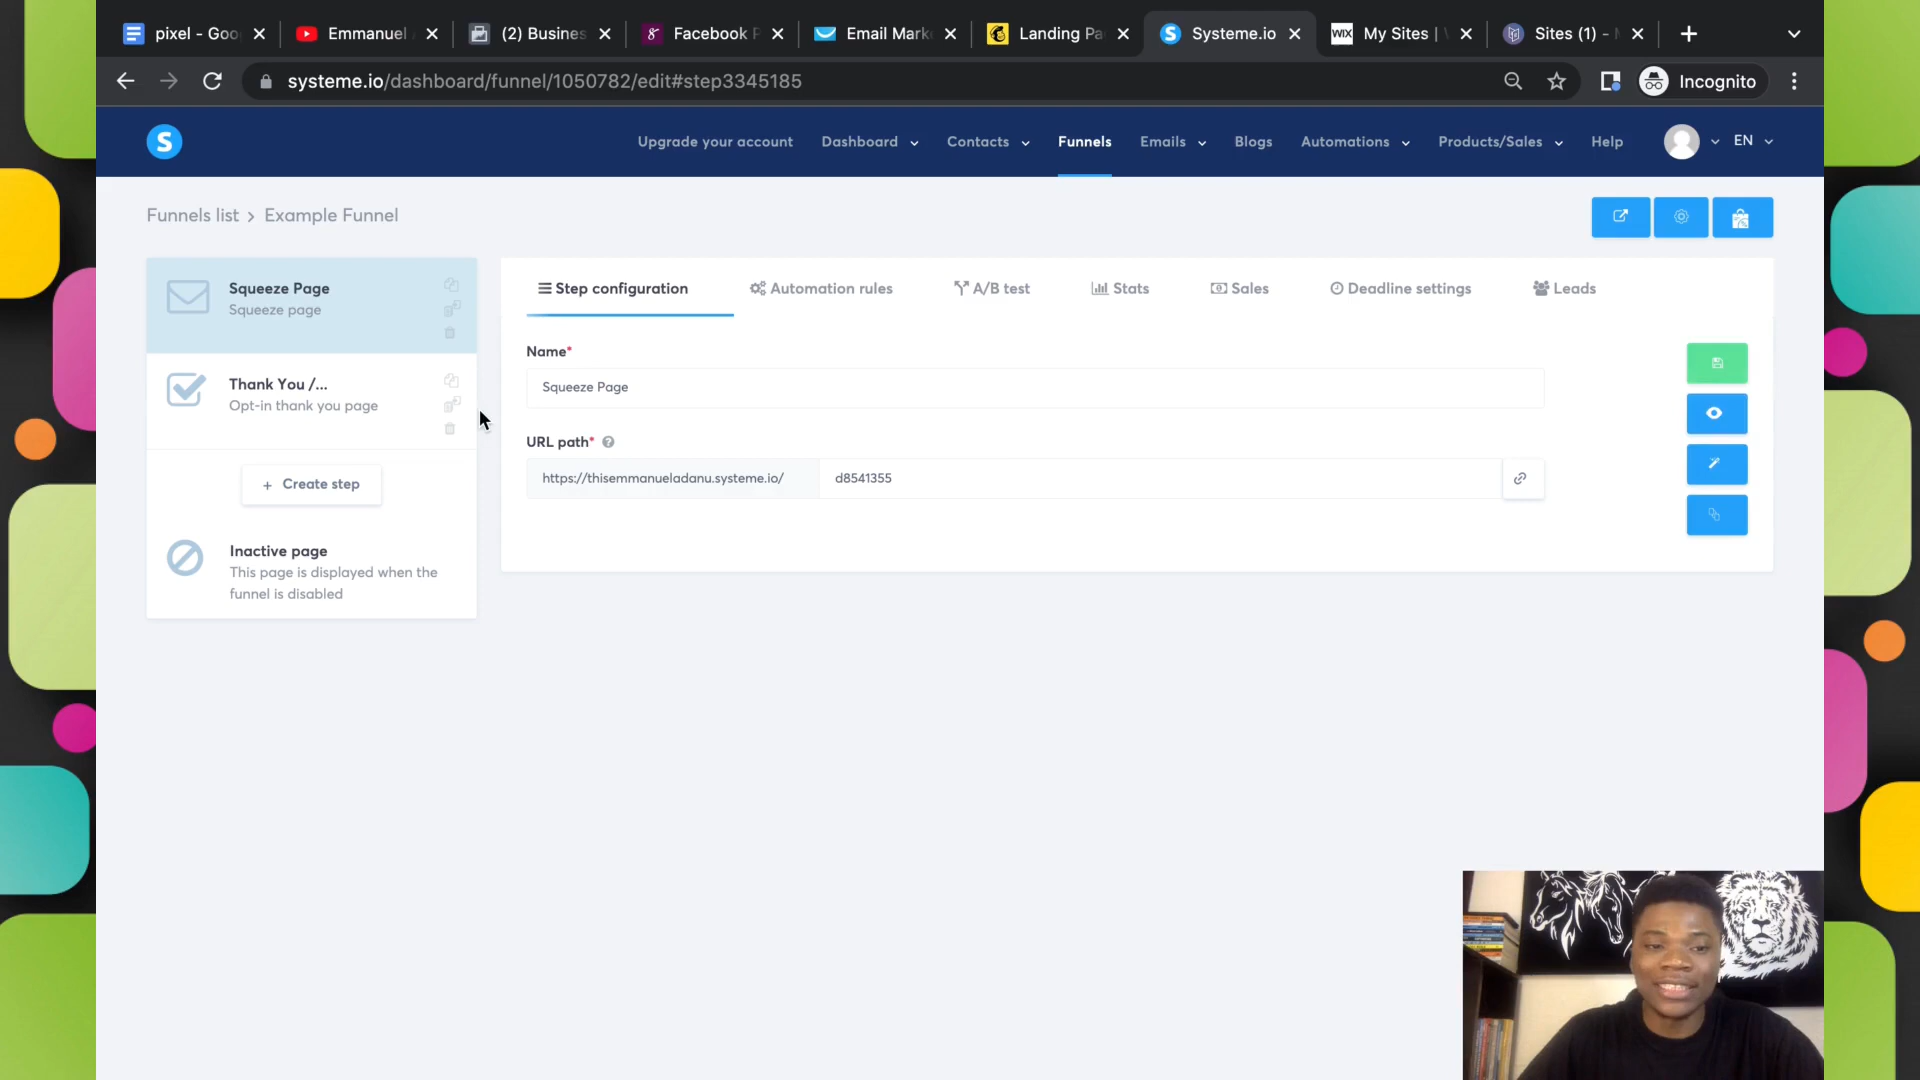 pixel - Goo
Emmanuel
(2) Busines
Facebook P
Email Mark
Landing Pa
Systeme.io
WIX
My Sites |
Sites (1) -
systeme.io/dashboard/funnel/1050782/edit#step3345185
Incognito
S
Upgrade your account
Dashboard
Contacts
Funnels
Emails
Blogs
Automations
Products/Sales
Help
EN
Funnels list > Example Funnel
Squeeze Page
Squeeze page
Thank You /...
Opt-in thank you page
+ Create step
Inactive page
This page is displayed when the
funnel is disabled
Step configuration
Automation rules
A/B test
Stats
Sales
Deadline settings
Leads
Name*
Squeeze Page
URL path* ?
https://thisemmanueladanu.systeme.io/
d8541355